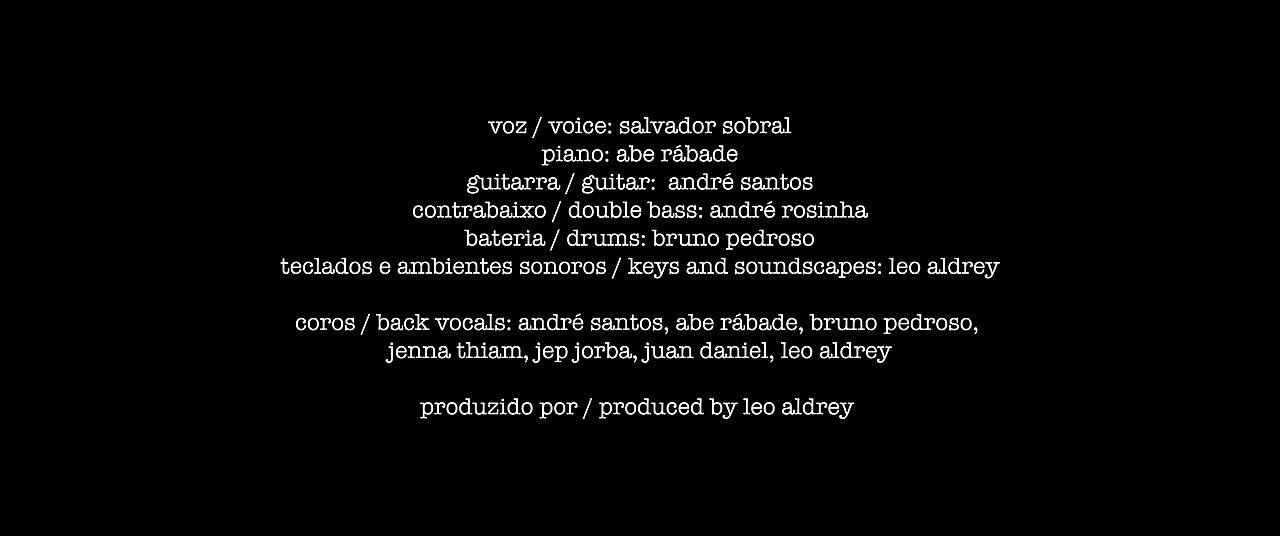 voz / voice: salvador sobral
piano: abe rábade
guitarra / guitar:  andré santos
contrabaixo / double bass: andré rosinha
bateria / drums: bruno pedroso
teclados e ambientes sonoros / keys and soundscapes: leo aldrey
coros / back vocals: andré santos, abe rábade, bruno pedroso,
jenna thiam, jep jorba, juan daniel, leo aldrey
produzido por / produced by leo aldrey